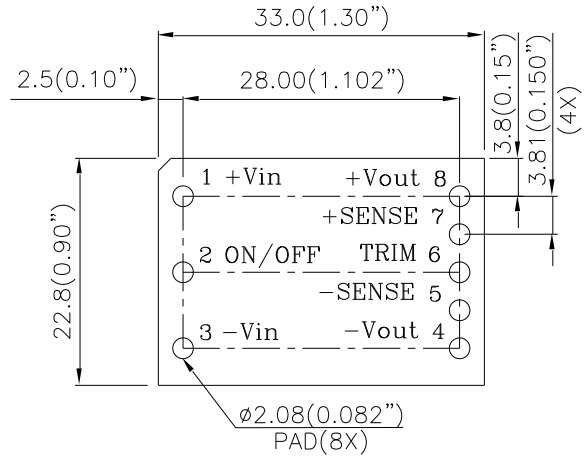 33.0(1.30”)
2.5(0.10”)
28.00(1.102”)
3.8(0.15”)
3.81(0.150”)
(4X)
22.8(0.90”)
1 +Vin
+Vout 8
+SENSE 7
2 ON/OFF
TRIM 6
−SENSE 5
3 −Vin
−Vout 4
ø2.08(0.082”)
PAD(8X)